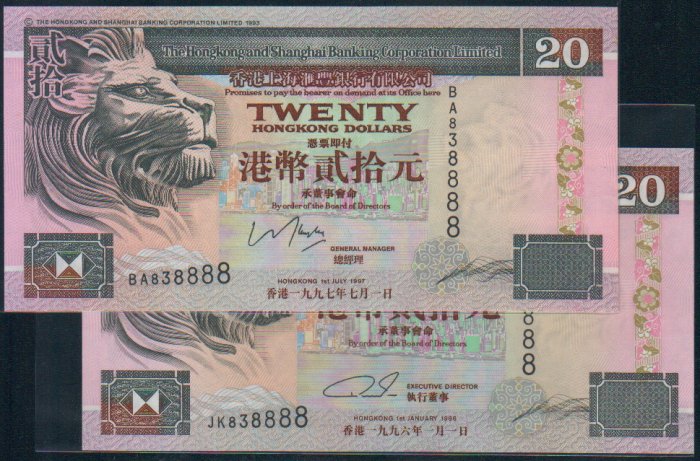 © THE HONGKONG AND SHANGHAI BANKING CORPORATION LIMITED 1993
貳拾
The Hongkong and Shanghai Banking Corporation Limited
20
香港上海滙豐銀行有限公司
Promises to pay the bearer on demand at its Office here
TWENTY
HONGKONG DOLLARS
憑票即付
港幣貳拾元
承董事會命
By order of the Board of Directors
GENERAL MANAGER
總經理
BA838888
BA838888
HONGKONG 1st JULY 1997
香港一九九七年七月一日
20
港幣貳拾元
承董事會命
By order of the Board of Directors
888
EXECUTIVE DIRECTOR
執行董事
JK838888
HONGKONG 1st JANUARY 1996
香港一九九六年一月一日